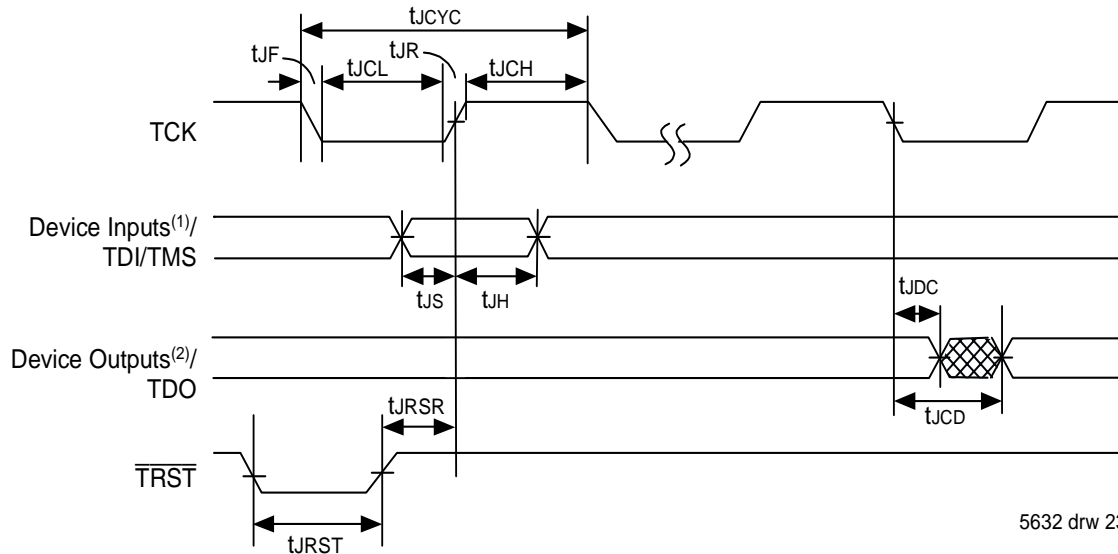 tJCYC
tJF
tJR
tJCL
tJCH
TCK
Device Inputs(1)/
TDI/TMS
tJS
tJH
tJDC
Device Outputs(2)/
TDO
tJRSR
tJCD
TRST
5632 drw 23
tJRST